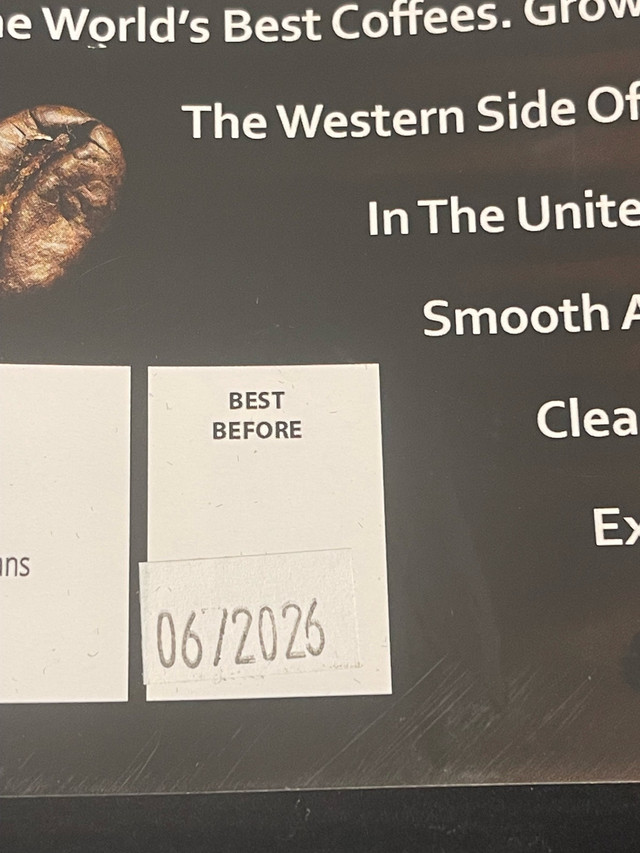 e World's Best Coffees. Grow
The Western Side Of
In The Unite
Smooth A
Clea
Ex
BEST
BEFORE
ns
06/2026